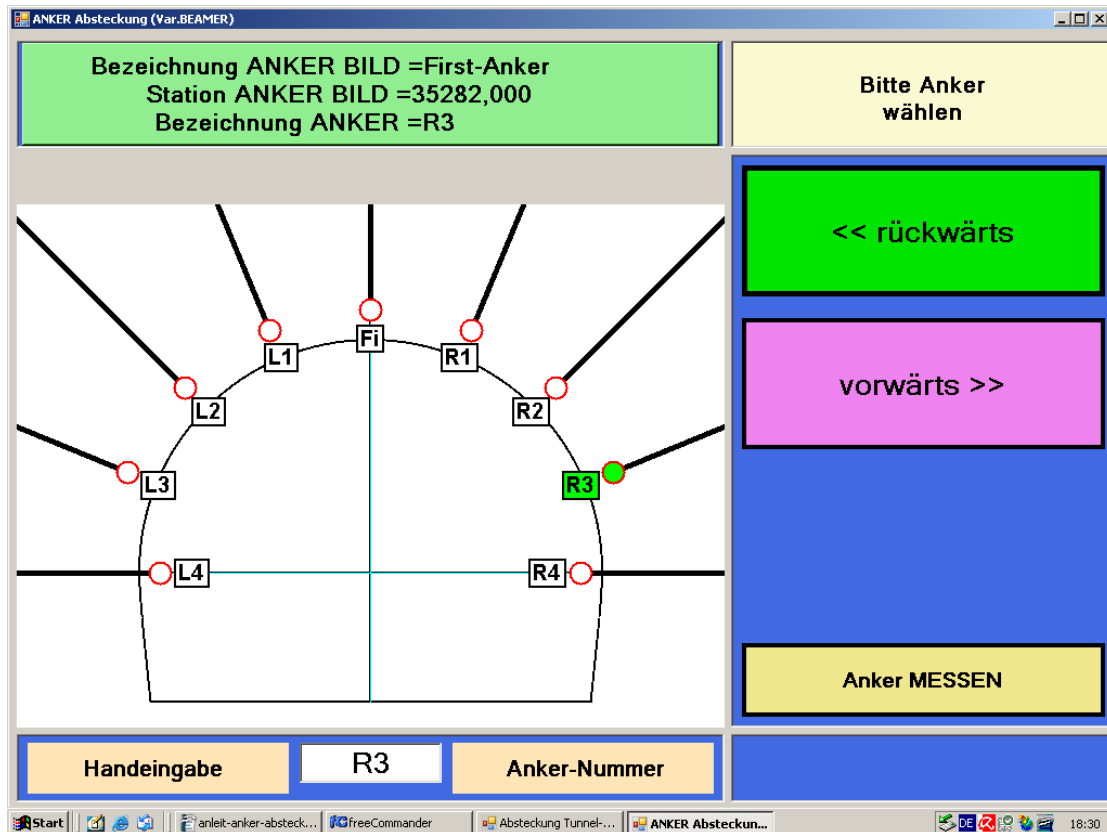 ANKER Absteckung (Var.BEAMER)
Bezeichnung ANKER BILD =First-Anker
Station ANKER BILD =35282,000
Bezeichnung ANKER =R3
Bitte Anker
wählen
<< rückwärts
vorwärts >>
Fi
L1
R1
L2
R2
L3
R3
L4
R4
Anker MESSEN
Handeingabe
R3
Anker-Nummer
Start
anleit-anker-absteck...
freeCommander
Absteckung Tunnel-...
ANKER Absteckun...
DE
18:30